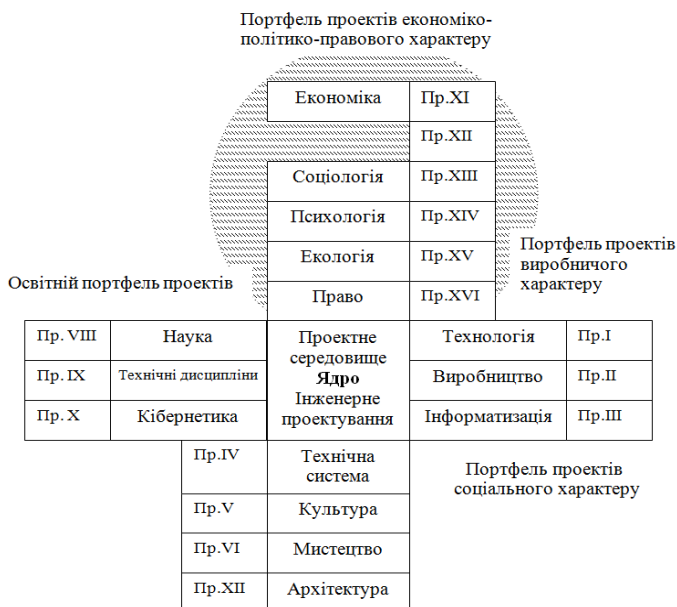 Портфель проектів економіко-
політико-правового характеру
Економіка Пр.XI
Пр.XII
Соціологія Пр.XIII
Психологія Пр.XIV
Екологія Пр.XV
Право Пр.XVI
Портфель проектів
виробничого
характеру
Освітній портфель проектів
Пр. VIII Наука
Пр. IX Технічні дисципліни
Пр. X Кібернетика
Проектне
середовище
Ядро
Інженерне
проектування
Технологія Пр.I
Виробництво Пр.II
Інформатизація Пр.III
Пр.IV Технічна
система
Пр.V Культура
Пр.VI Мистецтво
Пр.XII Архітектура
Портфель проектів
соціального характеру